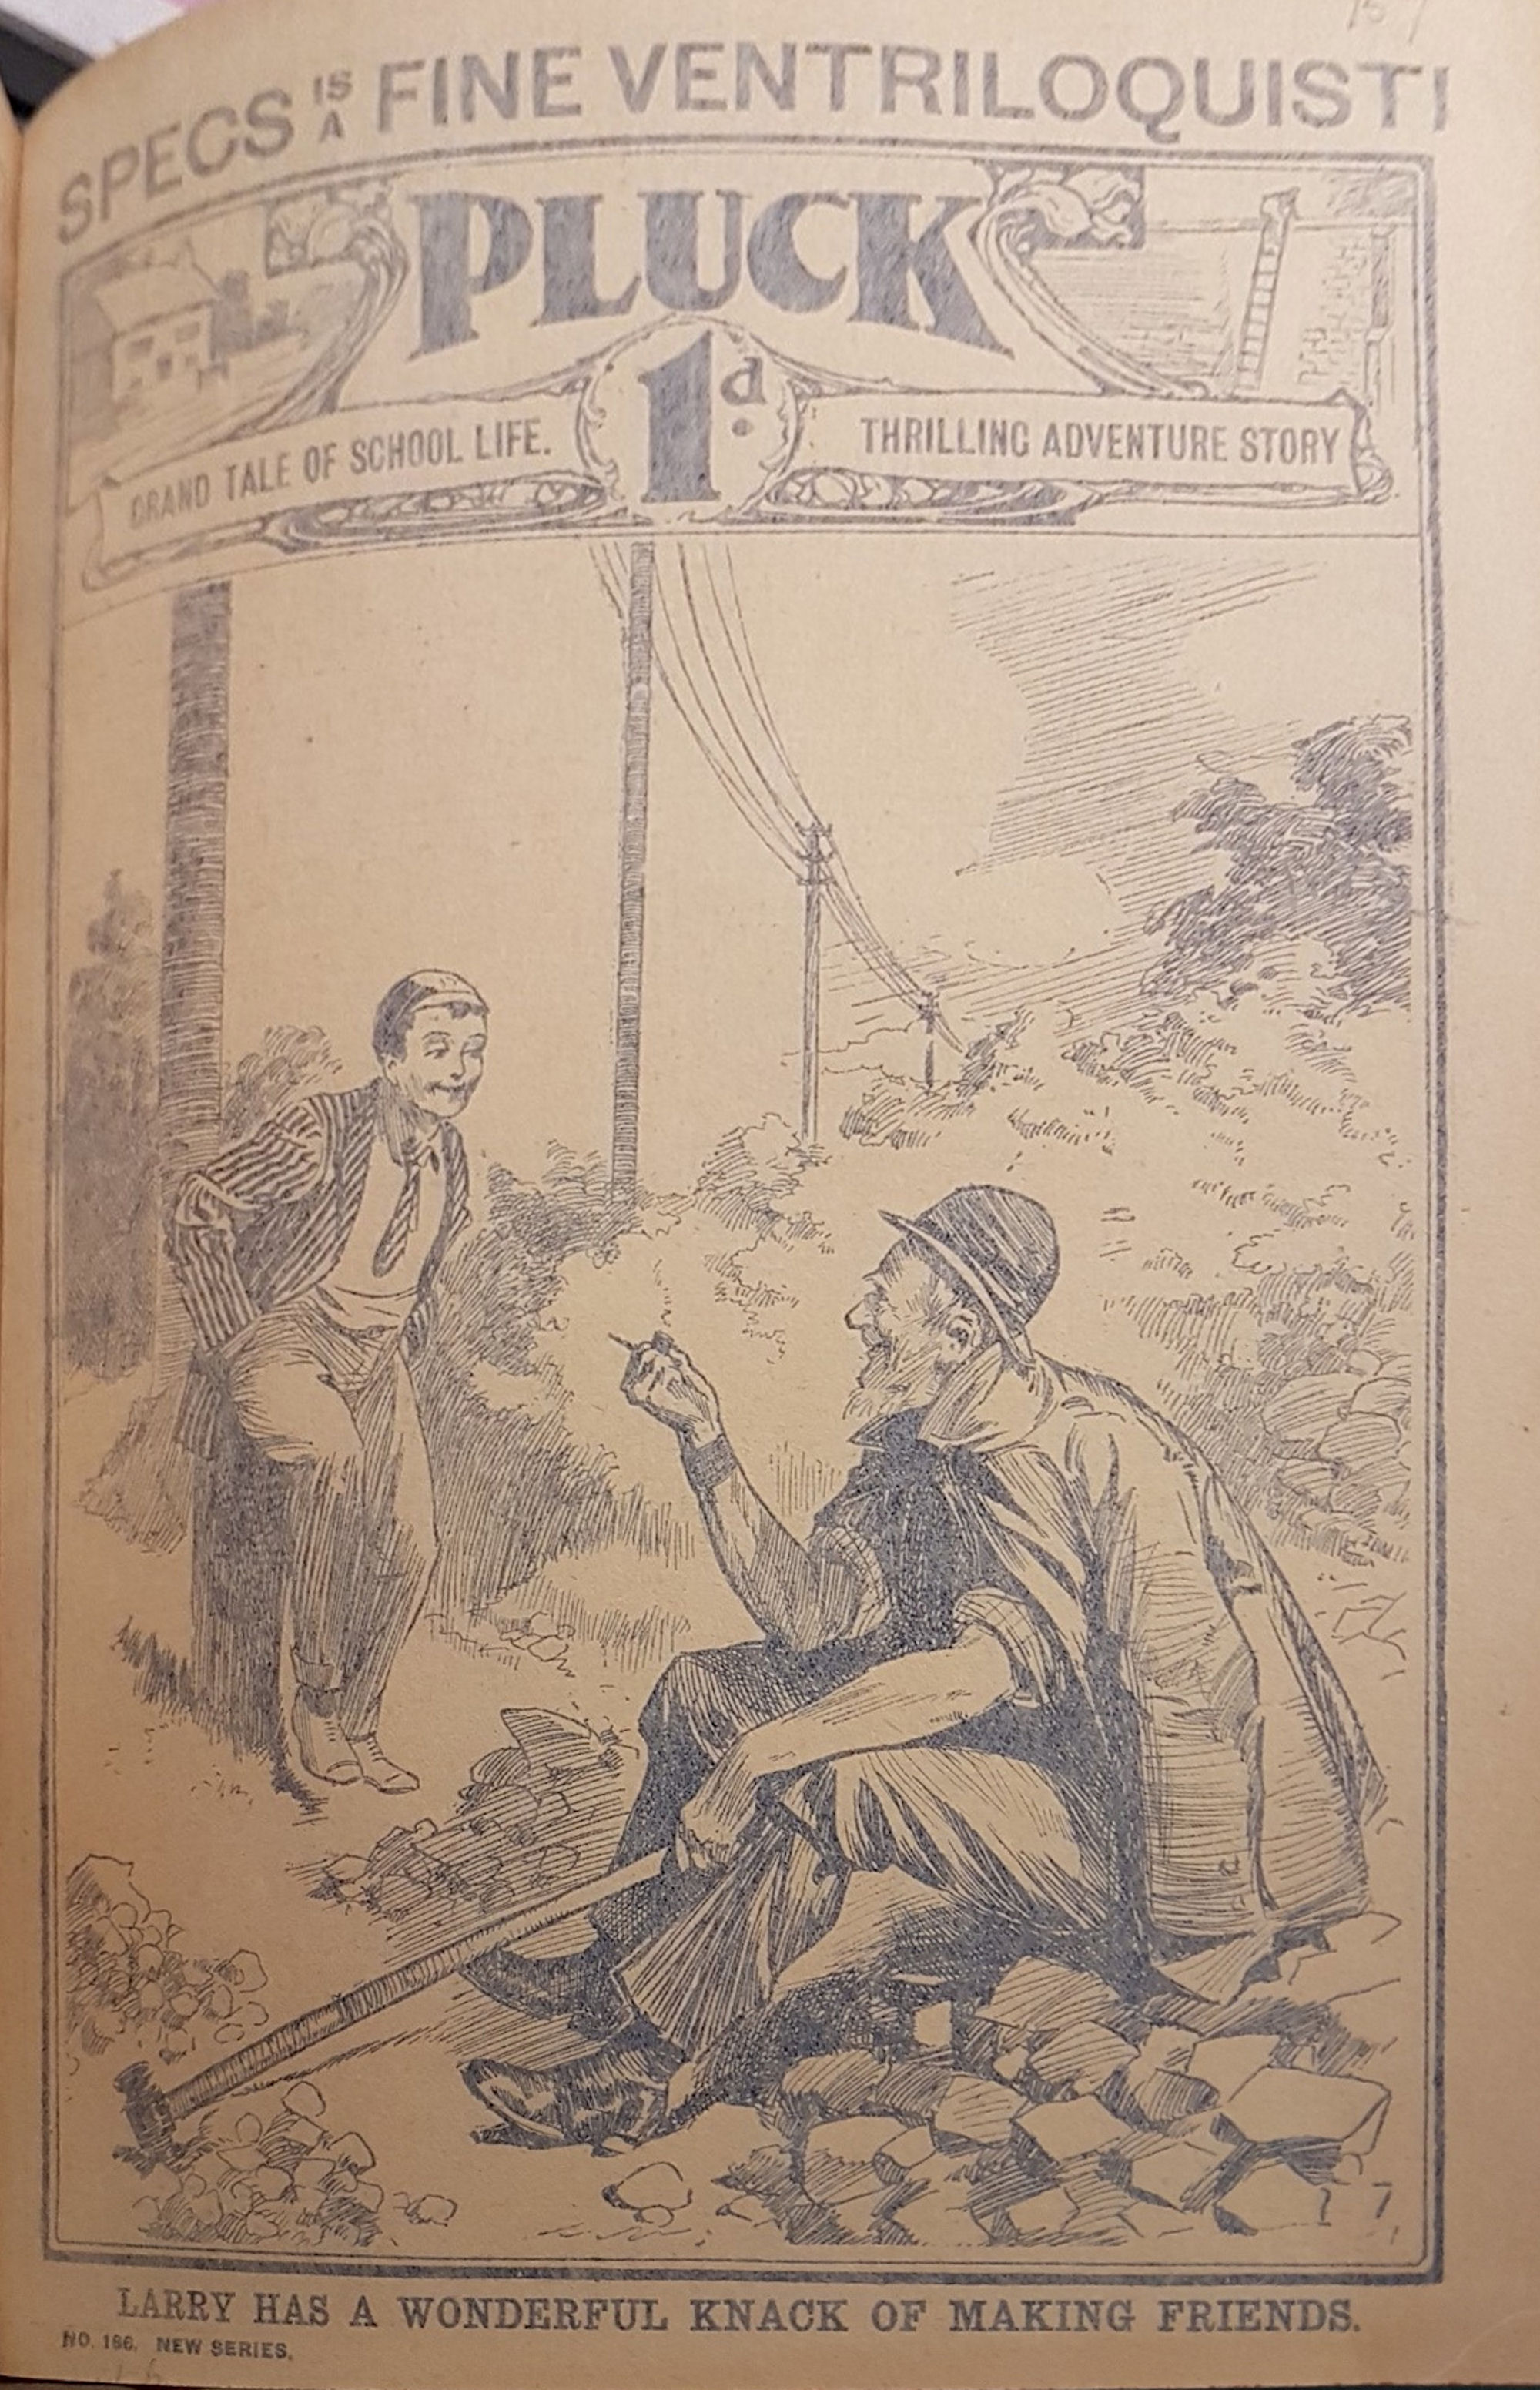 SPECS IS A FINE VENTRILOQUIST!
PLUCK
1d.
GRAND TALE OF SCHOOL LIFE.
THRILLING ADVENTURE STORY
LARRY HAS A WONDERFUL KNACK OF MAKING FRIENDS.
NO. 166. NEW SERIES.